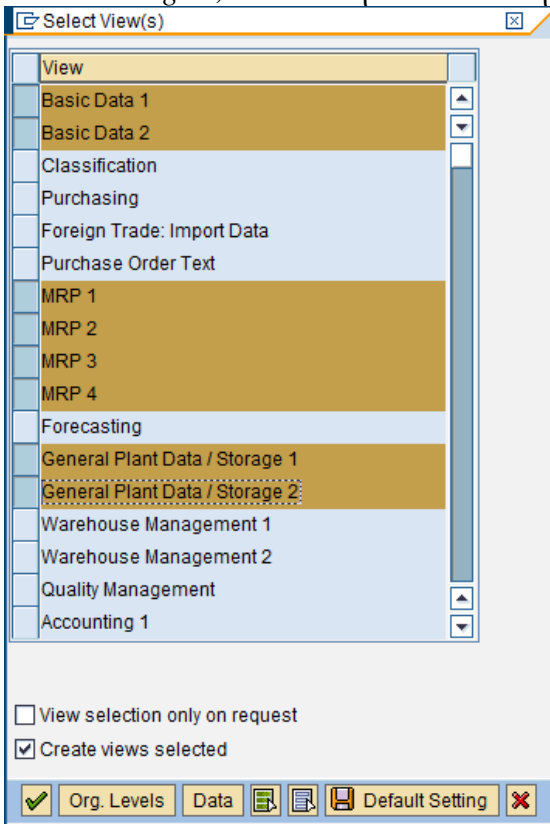 Select View(s)
View
Basic Data 1
Basic Data 2
Classification
Purchasing
Foreign Trade: Import Data
Purchase Order Text
MRP 1
MRP 2
MRP 3
MRP 4
Forecasting
General Plant Data / Storage 1
General Plant Data / Storage 2
Warehouse Management 1
Warehouse Management 2
Quality Management
Accounting 1
View selection only on request
Create views selected
Org. Levels Data Default Setting